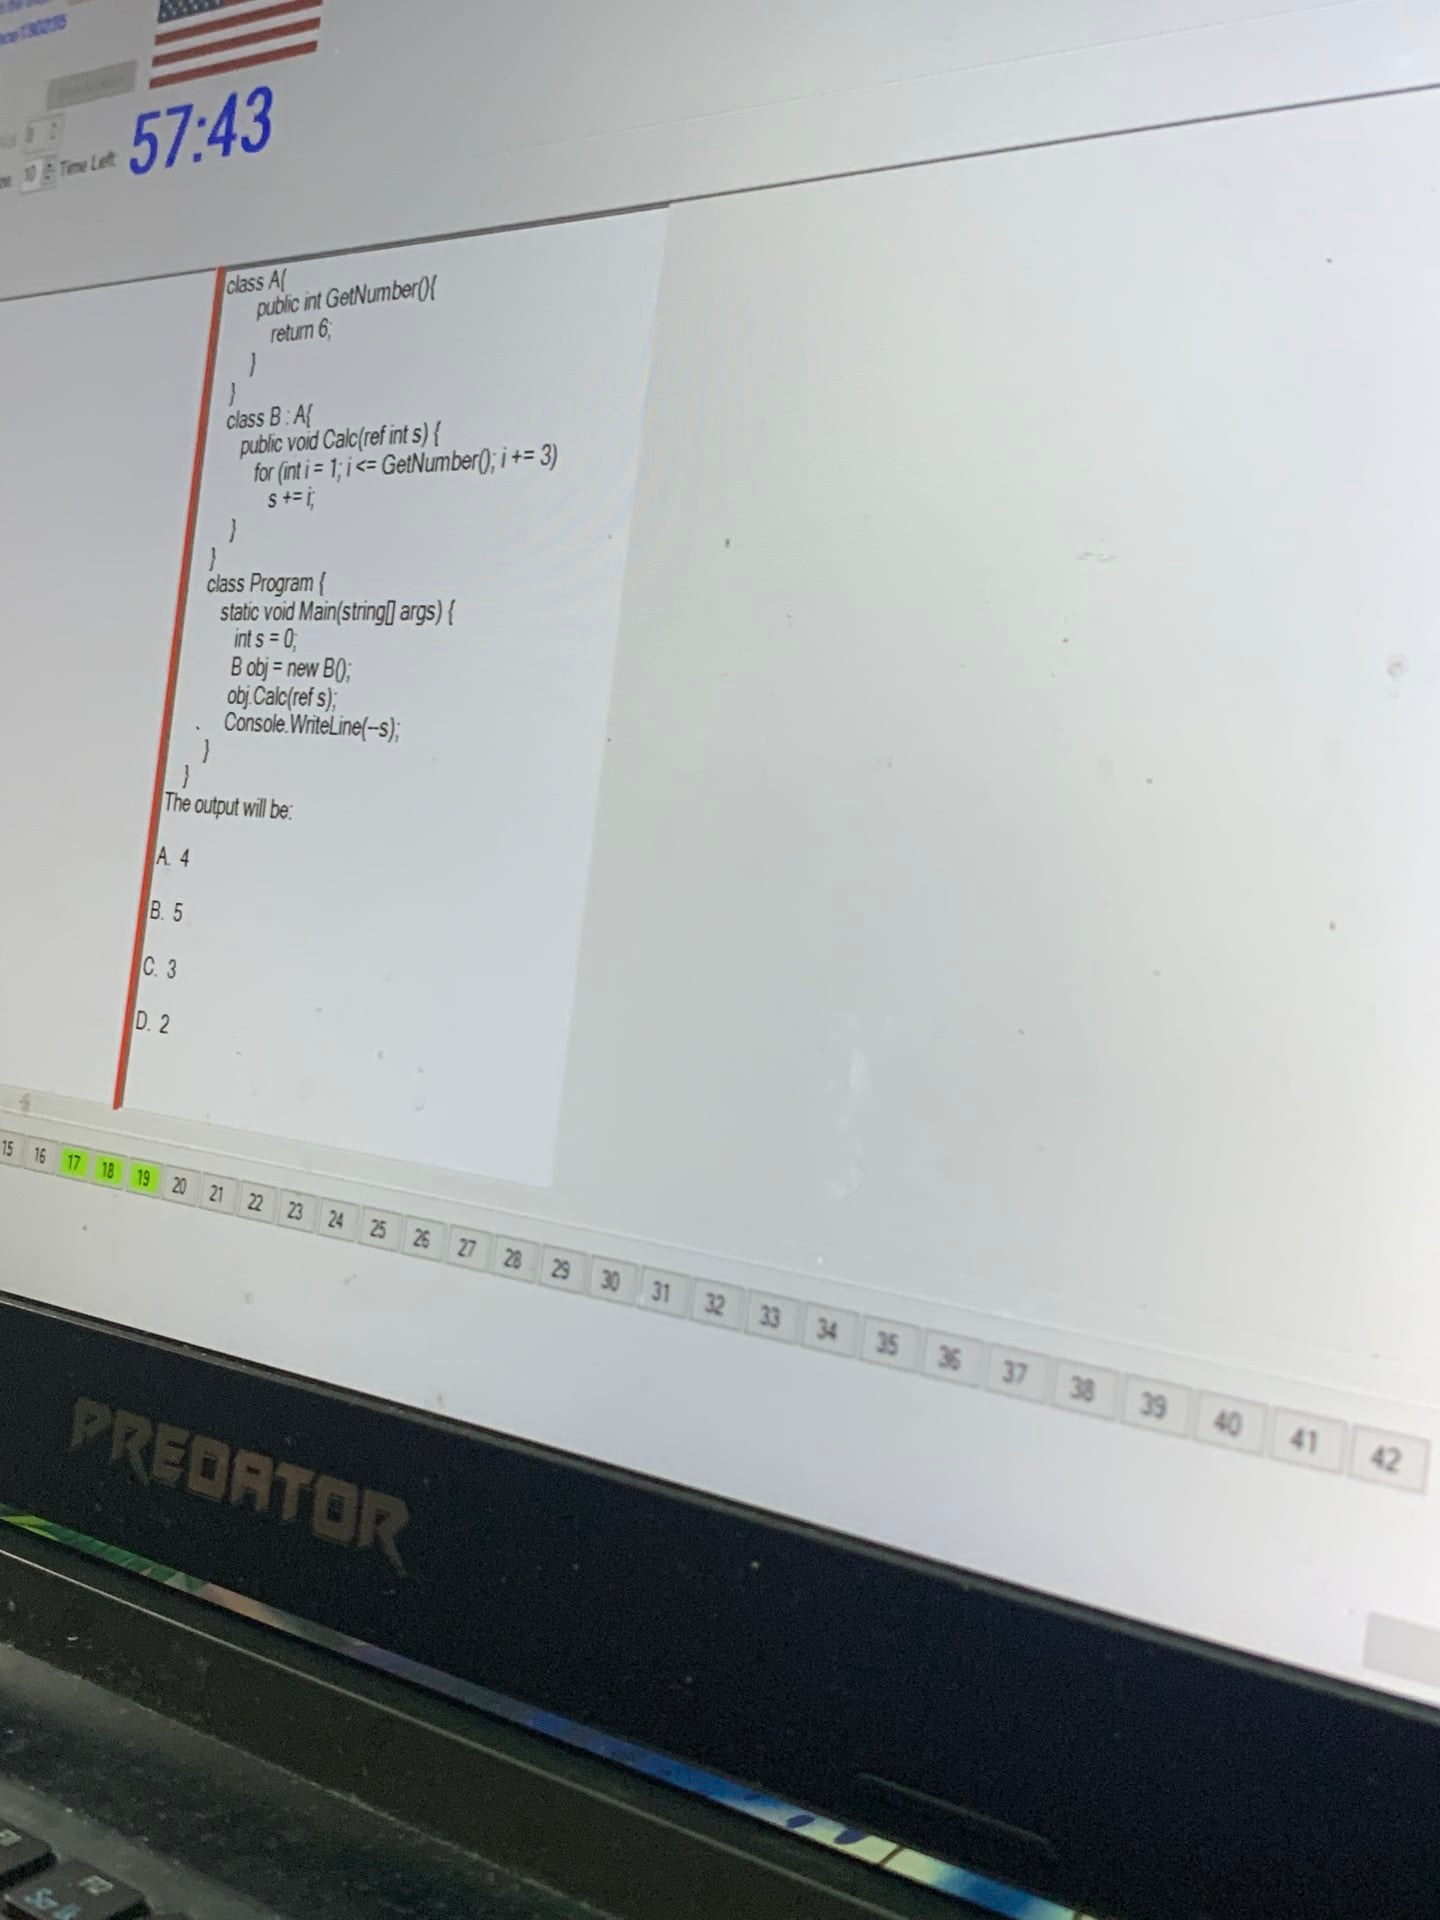 57:43
10
Time Left:
class A{
public int GetNumber(){
return 6;
}
}
class B : A{
public void Calc(ref int s) {
for (int i = 1; i <= GetNumber(); i += 3)
s += i;
}
}
class Program {
static void Main(string[] args) {
int s = 0;
B obj = new B();
obj.Calc(ref s);
Console.WriteLine(--s);
}
}
The output will be:
A. 4
B. 5
C. 3
D. 2
15 16 17 18 19 20 21 22 23 24 25 26 27 28 29 30 31 32 33 34 35 36 37 38 39 40 41 42
PREDATOR